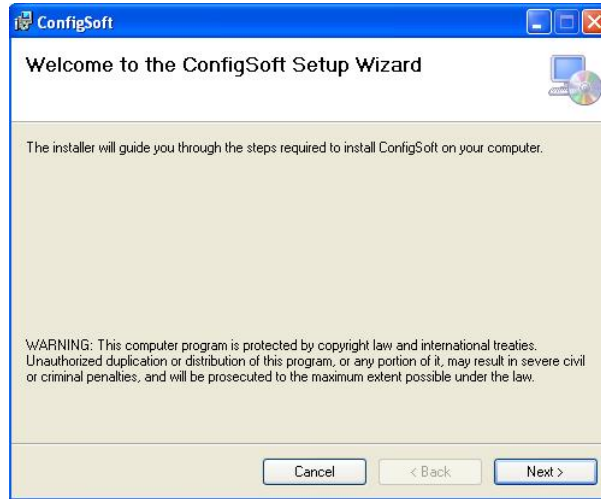 ConfigSoft
Welcome to the ConfigSoft Setup Wizard
The installer will guide you through the steps required to install ConfigSoft on your computer.
WARNING: This computer program is protected by copyright law and international treaties.
Unauthorized duplication or distribution of this program, or any portion of it, may result in severe civil
or criminal penalties, and will be prosecuted to the maximum extent possible under the law.
Cancel < Back Next >